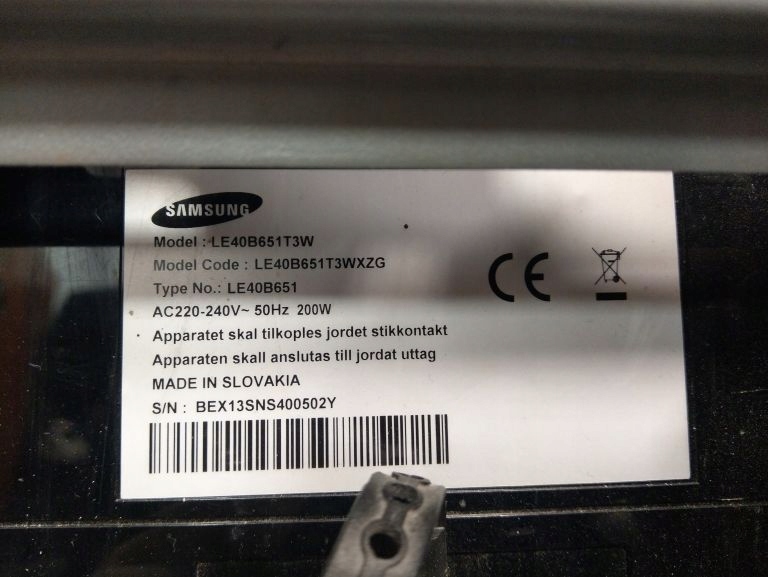 SAMSUNG
Model : LE40B651T3W
Model Code : LE40B651T3WXZG
Type No.: LE40B651
AC220-240V~ 50Hz 200W
Apparatet skal tilkoples jordet stikkontakt
Apparaten skall anslutas till jordat uttag
MADE IN SLOVAKIA
S/N : BEX13SNS400502Y
CE